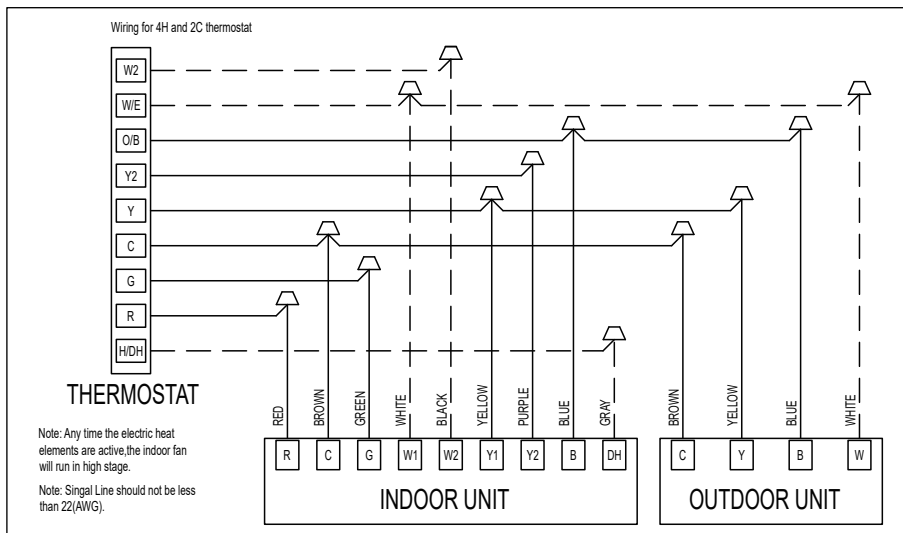 Wiring for 4H and 2C thermostat
W2
W/E
O/B
Y2
Y
C
G
R
H/DH
THERMOSTAT
Note: Any time the electric heat
elements are active,the indoor fan
will run in high stage.
Note: Singal Line should not be less
than 22(AWG).
RED
BROWN
GREEN
WHITE
BLACK
YELLOW
PURPLE
BLUE
GRAY
BROWN
YELLOW
BLUE
WHITE
R C G W1 W2 Y1 Y2 B DH
C Y B W
INDOOR UNIT
OUTDOOR UNIT